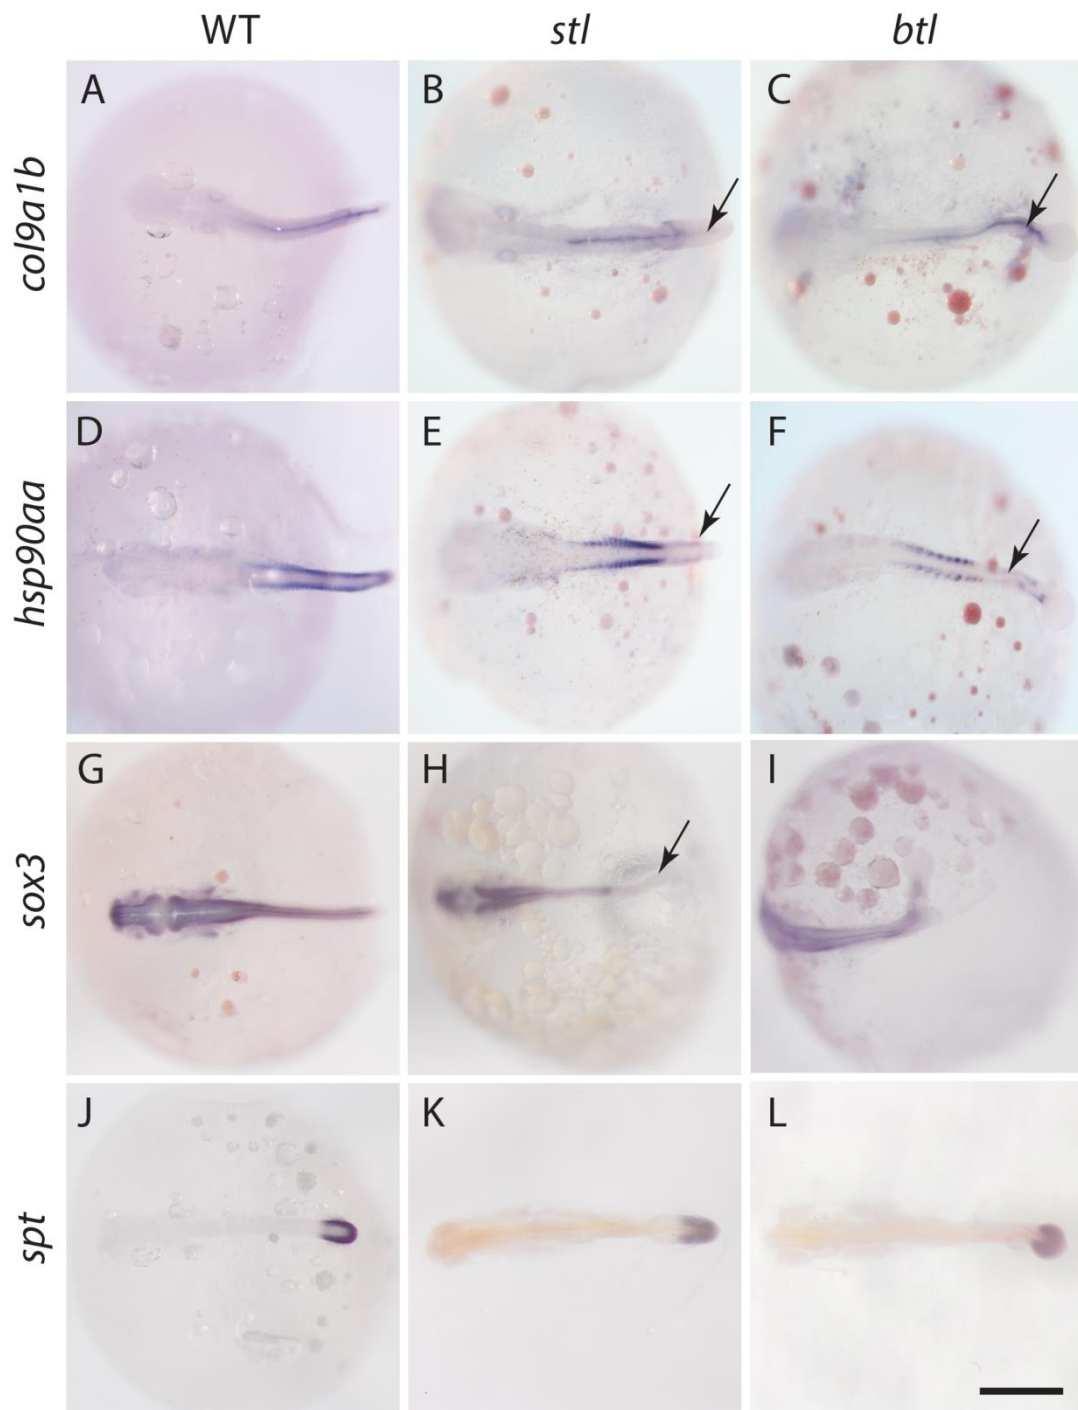 WT stl btl
col9a1b A B C
hsp90aa D E F
sox3 G H I
spt J K L